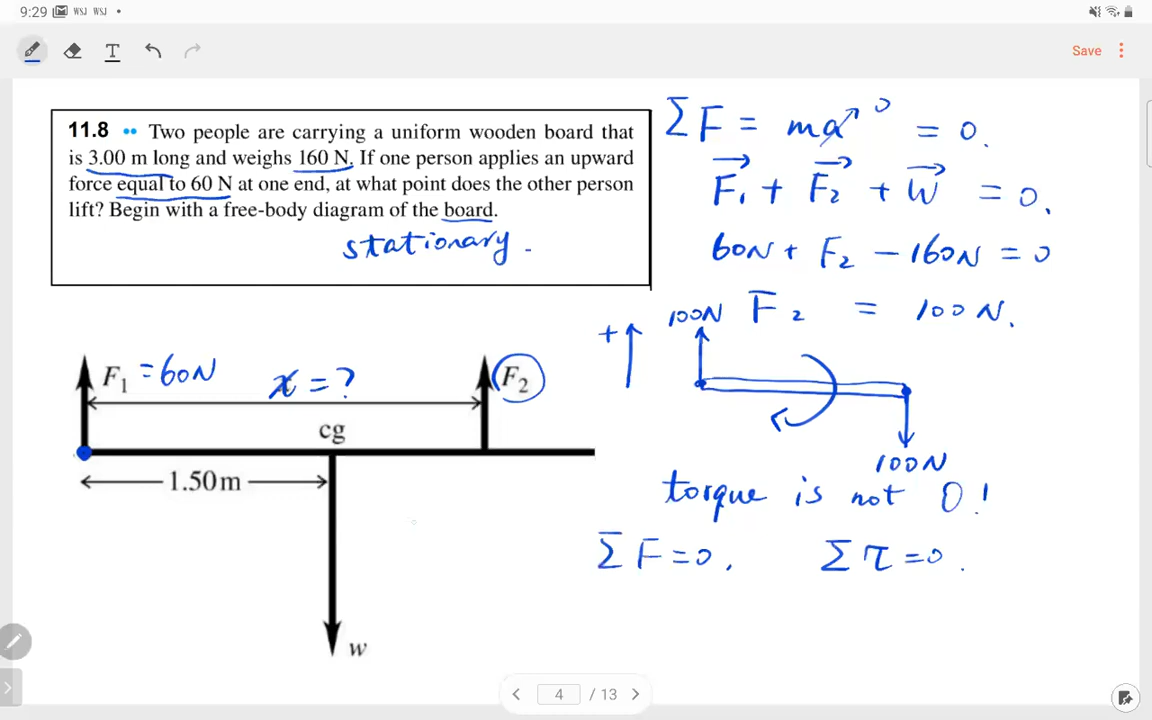 9:29 WSJ WSJ
T Save
11.8 •• Two people are carrying a uniform wooden board that
is 3.00 m long and weighs 160 N. If one person applies an upward
force equal to 60 N at one end, at what point does the other person
lift? Begin with a free-body diagram of the board.
stationary.
ΣF = ma 0 = 0.
F₁ + F₂ + W = 0.
60N + F₂ - 160N = 0
F₂ = 100N.
+ 100N
100N
torque is not 0!
ΣF = 0, Στ = 0.
F₁ = 60N x = ? F₂
cg
1.50 m
w
4 / 13